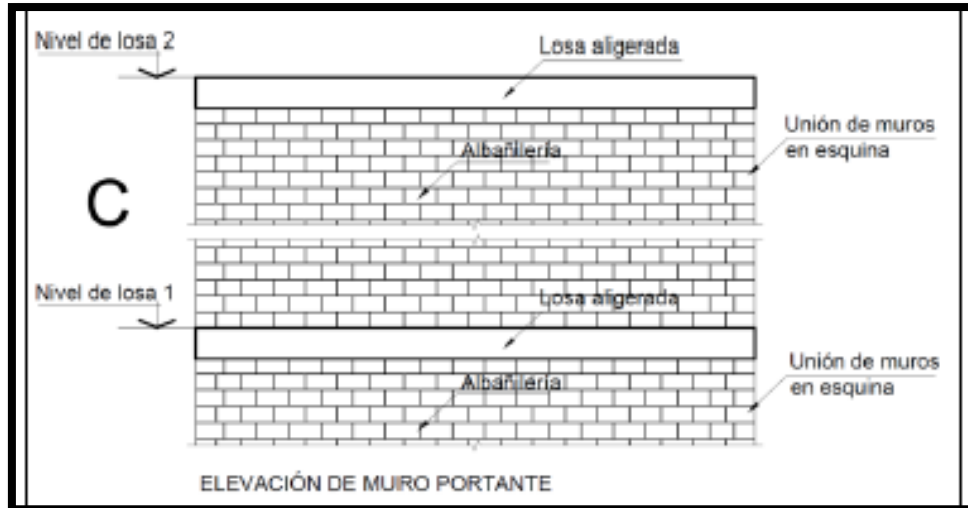 Nivel de losa 2
Losa aligerada
Unión de muros
en esquina
Albañilería
C
Nivel de losa 1
Losa aligerada
Unión de muros
en esquina
Albañilería
ELEVACIÓN DE MURO PORTANTE